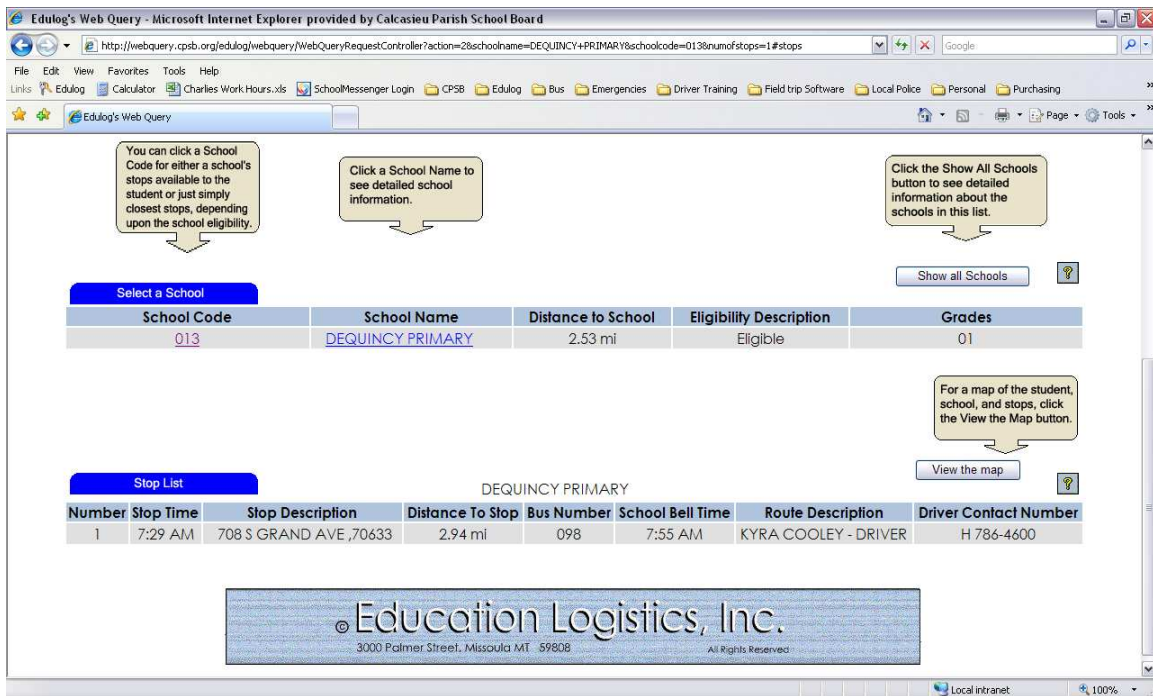 Edulog's Web Query - Microsoft Internet Explorer provided by Calcasieu Parish School Board
http://webquery.cpsb.org/edulog/webquery/WebQueryRequestController?action=2&schoolname=DEQUINCY+PRIMARY&schoolcode=013&numofstops=1#stops
Google
File Edit View Favorites Tools Help
Links Edulog Calculator Charlies Work Hours.xls SchoolMessenger Login CPSB Edulog Bus Emergencies Driver Training Field trip Software Local Police Personal Purchasing
Edulog's Web Query
Page Tools
You can click a School
Code for either a school's
stops available to the
student or just simply
closest stops, depending
upon the school eligibility.
Click a School Name to
see detailed school
information.
Click the Show All Schools
button to see detailed
information about the
schools in this list.
Show all Schools ?
Select a School
School Code School Name Distance to School Eligibility Description Grades
013 DEQUINCY PRIMARY 2.53 mi Eligible 01
For a map of the student,
school, and stops, click
the View the Map button.
View the map ?
Stop List
DEQUINCY PRIMARY
Number Stop Time Stop Description Distance To Stop Bus Number School Bell Time Route Description Driver Contact Number
1 7:29 AM 708 S GRAND AVE ,70633 2.94 mi 098 7:55 AM KYRA COOLEY - DRIVER H 786-4600
© Education Logistics, Inc.
3000 Palmer Street. Missoula MT 59808 All Rights Reserved
Local intranet 100%